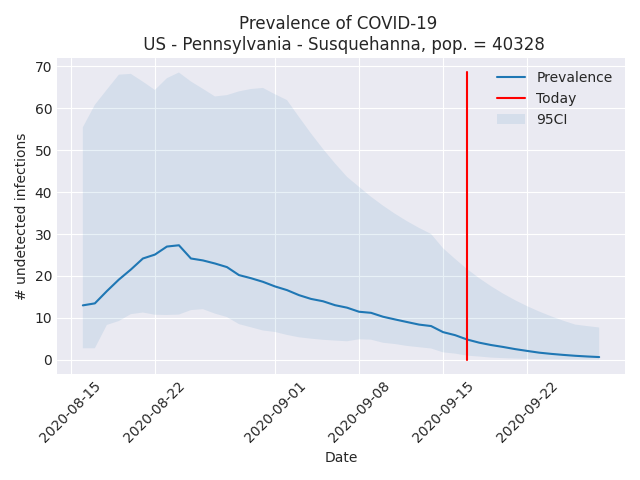 Prevalence of COVID-19
US - Pennsylvania - Susquehanna, pop. = 40328
70
60
50
40
30
20
10
0
# undetected infections
Prevalence
Today
95CI
2020-08-15
2020-08-22
2020-09-01
2020-09-08
2020-09-15
2020-09-22
Date